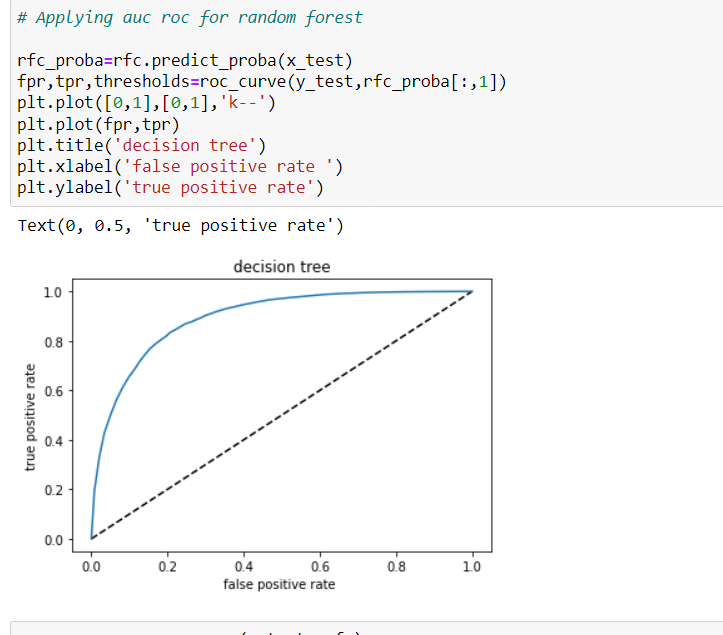 # Applying auc roc for random forest
rfc_proba=rfc.predict_proba(x_test)
fpr,tpr,thresholds=roc_curve(y_test,rfc_proba[:,1])
plt.plot([0,1],[0,1],'k--')
plt.plot(fpr,tpr)
plt.title('decision tree')
plt.xlabel('false positive rate ')
plt.ylabel('true positive rate')
Text(0, 0.5, 'true positive rate')
decision tree
true positive rate
1.0
0.8
0.6
0.4
0.2
0.0
0.0 0.2 0.4 0.6 0.8 1.0
false positive rate